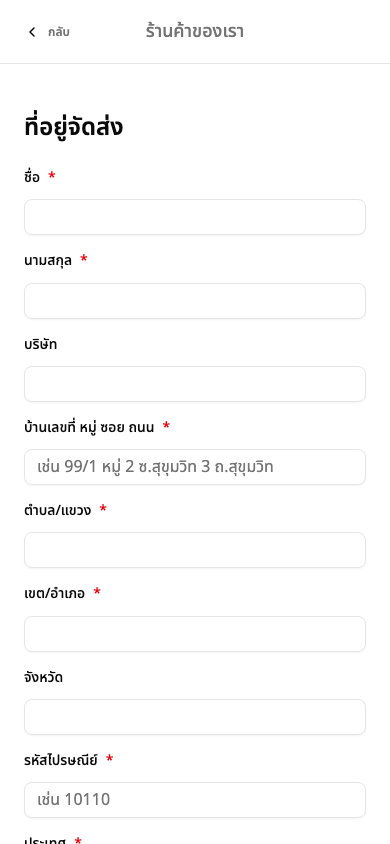 กลับ
ร้านค้าของเรา
ที่อยู่จัดส่ง
ชื่อ *
นามสกุล *
บริษัท
บ้านเลขที่ หมู่ ซอย ถนน *
เช่น 99/1 หมู่ 2 ซ.สุขุมวิท 3 ถ.สุขุมวิท
ตำบล/แขวง *
เขต/อำเภอ *
จังหวัด
รหัสไปรษณีย์ *
เช่น 10110
ประเทศ *